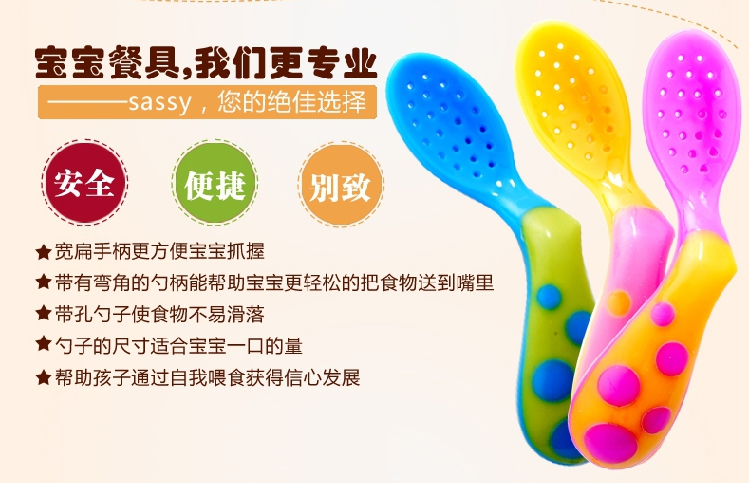 宝宝餐具,我们更专业
————sassy，您的绝佳选择
安全
便捷
别致
★宽扁手柄更方便宝宝抓握
★带有弯角的勺柄能帮助宝宝更轻松的把食物送到嘴里
★带孔勺子使食物不易滑落
★勺子的尺寸适合宝宝一口的量
★帮助孩子通过自我喂食获得信心发展